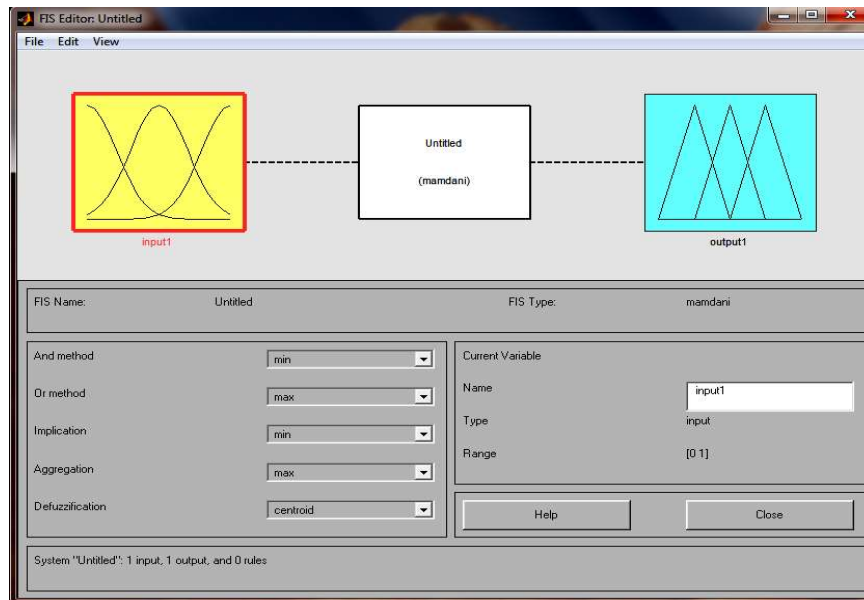 FIS Editor: Untitled
File Edit View
Untitled
(mamdani)
input1
output1
FIS Name: Untitled FIS Type: mamdani
And method min
Or method max
Implication min
Aggregation max
Defuzzification centroid
Current Variable
Name input1
Type input
Range [0 1]
Help Close
System "Untitled": 1 input, 1 output, and 0 rules